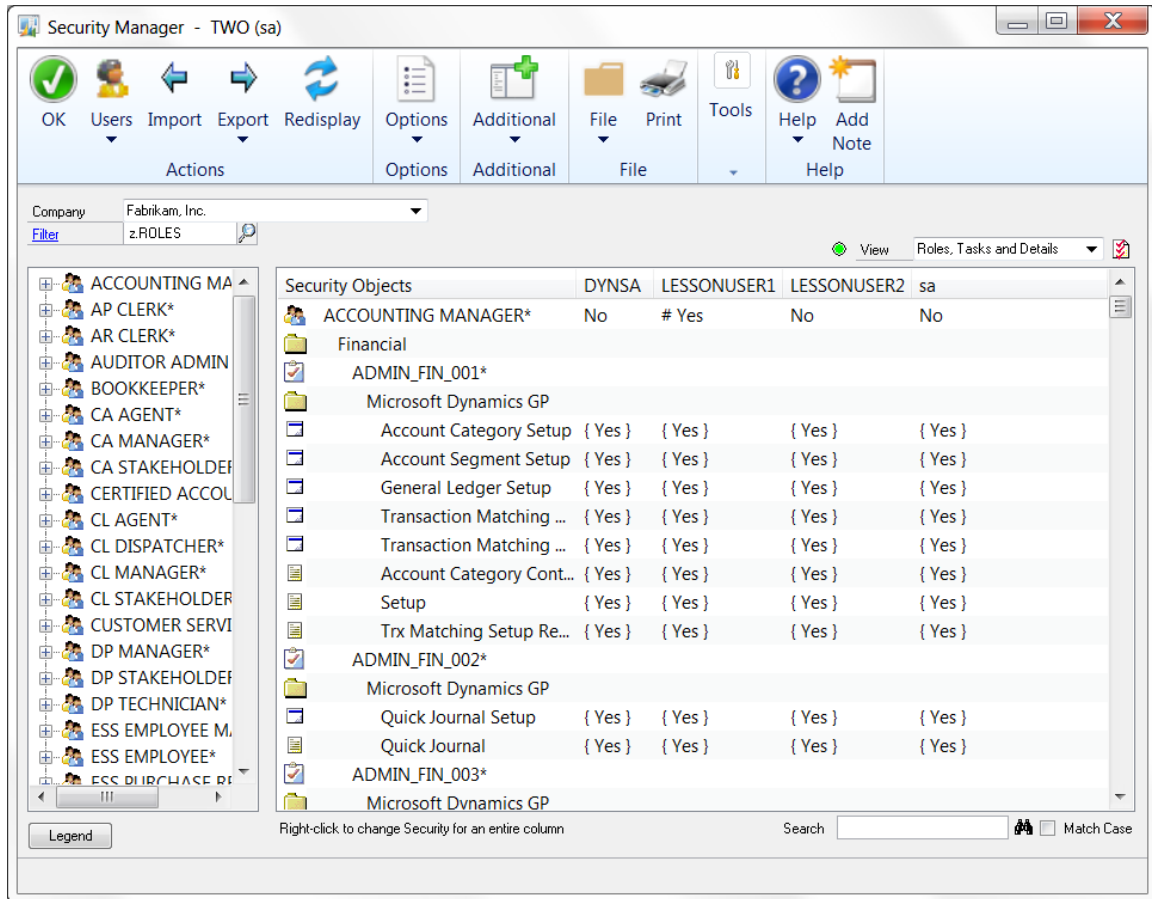 Security Manager - TWO (sa)
OK Users Import Export Redisplay Options Additional File Print Tools Help Add Note
Actions Options Additional File Help
Company Fabrikam, Inc.
Filter z.ROLES
View Roles, Tasks and Details
ACCOUNTING MA
AP CLERK*
AR CLERK*
AUDITOR ADMIN
BOOKKEEPER*
CA AGENT*
CA MANAGER*
CA STAKEHOLDER
CERTIFIED ACCOU
CL AGENT*
CL DISPATCHER*
CL MANAGER*
CL STAKEHOLDER
CUSTOMER SERVI
DP MANAGER*
DP STAKEHOLDER
DP TECHNICIAN*
ESS EMPLOYEE MA
ESS EMPLOYEE*
ESS PURCHASE RE
Security Objects DYNSA LESSONUSER1 LESSONUSER2 sa
ACCOUNTING MANAGER* No # Yes No No
Financial
ADMIN_FIN_001*
Microsoft Dynamics GP
Account Category Setup { Yes } { Yes } { Yes } { Yes }
Account Segment Setup { Yes } { Yes } { Yes } { Yes }
General Ledger Setup { Yes } { Yes } { Yes } { Yes }
Transaction Matching ... { Yes } { Yes } { Yes } { Yes }
Transaction Matching ... { Yes } { Yes } { Yes } { Yes }
Account Category Cont... { Yes } { Yes } { Yes } { Yes }
Setup { Yes } { Yes } { Yes } { Yes }
Trx Matching Setup Re... { Yes } { Yes } { Yes } { Yes }
ADMIN_FIN_002*
Microsoft Dynamics GP
Quick Journal Setup { Yes } { Yes } { Yes } { Yes }
Quick Journal { Yes } { Yes } { Yes } { Yes }
ADMIN_FIN_003*
Microsoft Dynamics GP
Legend
Right-click to change Security for an entire column Search Match Case